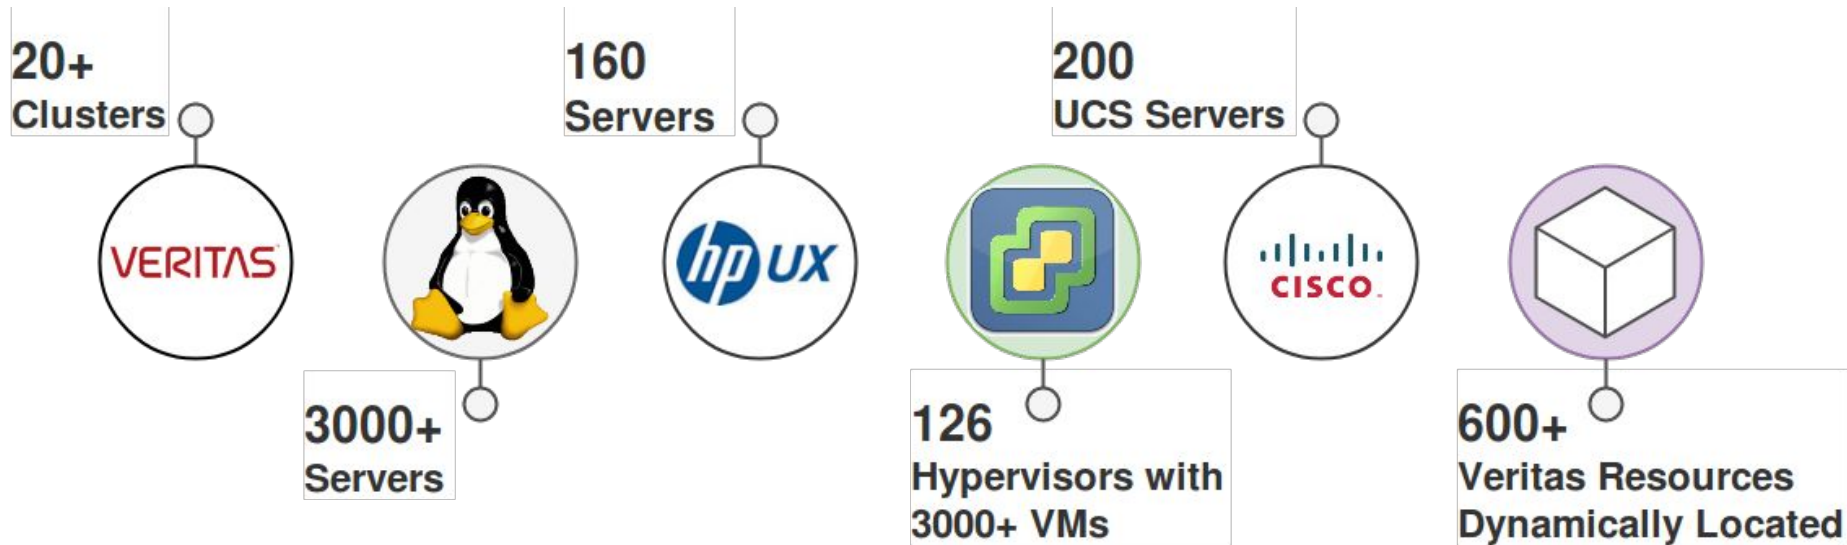 20+
Clusters
VERITAS
3000+
Servers
160
Servers
hp UX
126
Hypervisors with
3000+ VMs
200
UCS Servers
CISCO
600+
Veritas Resources
Dynamically Located